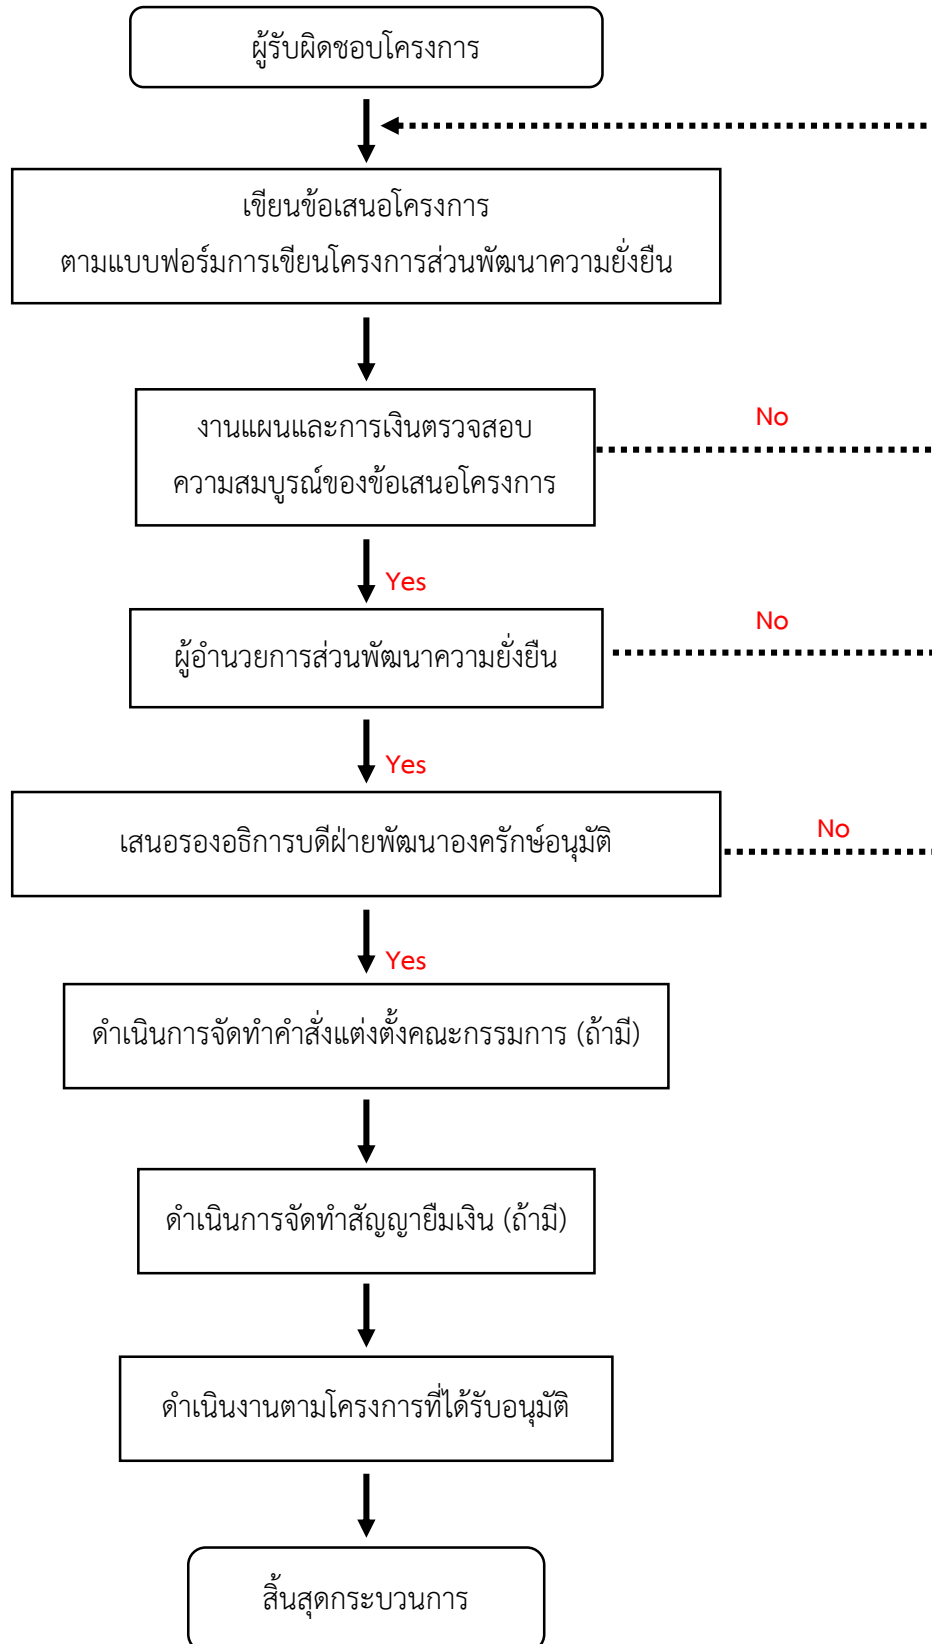 ผู้รับผิดชอบโครงการ
เขียนข้อเสนอโครงการ
ตามแบบฟอร์มการเขียนโครงการส่วนพัฒนาความยั่งยืน
งานแผนและการเงินตรวจสอบ
ความสมบูรณ์ของข้อเสนอโครงการ
No
Yes
ผู้อำนวยการส่วนพัฒนาความยั่งยืน
No
Yes
เสนอรองอธิการบดีฝ่ายพัฒนาองครักษ์อนุมัติ
No
Yes
ดำเนินการจัดทำคำสั่งแต่งตั้งคณะกรรมการ (ถ้ามี)
ดำเนินการจัดทำสัญญายืมเงิน (ถ้ามี)
ดำเนินงานตามโครงการที่ได้รับอนุมัติ
สิ้นสุดกระบวนการ